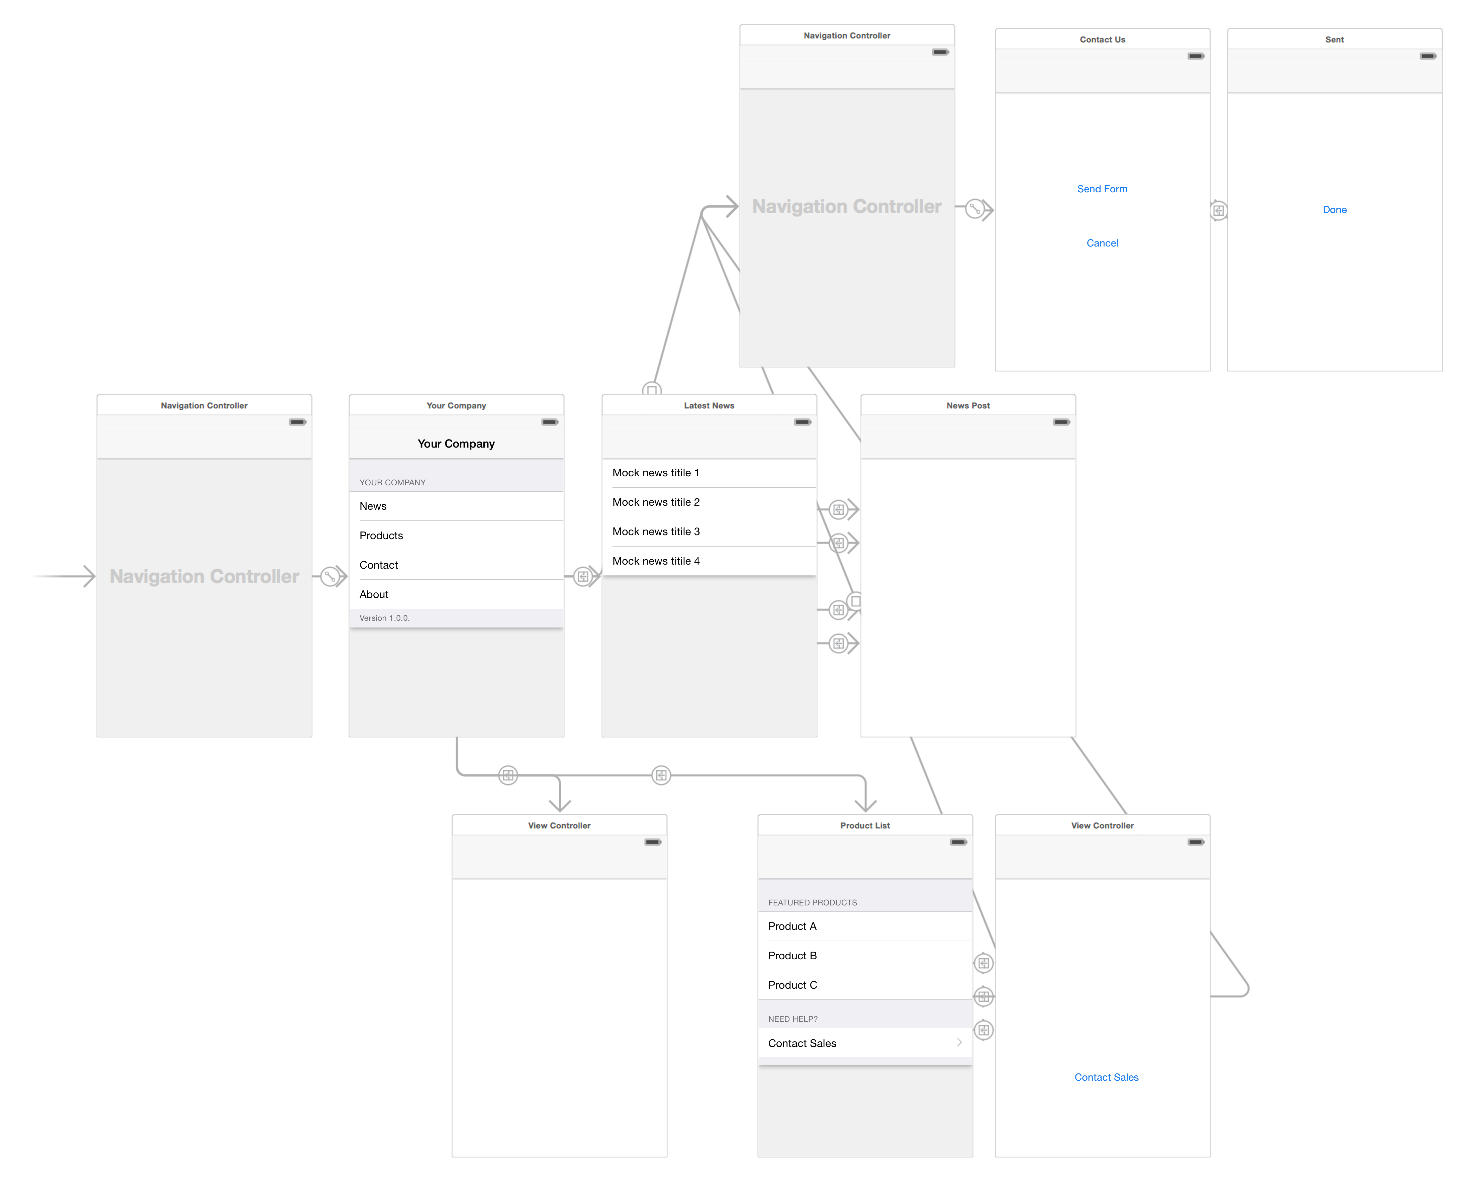 Navigation Controller
Navigation Controller
Contact Us
Send Form
Cancel
Sent
Done
Navigation Controller
Navigation Controller
Your Company
Your Company
YOUR COMPANY
News
Products
Contact
About
Version 1.0.0.
Latest News
Mock news titile 1
Mock news titile 2
Mock news titile 3
Mock news titile 4
News Post
View Controller
Product List
FEATURED PRODUCTS
Product A
Product B
Product C
NEED HELP?
Contact Sales
View Controller
Contact Sales